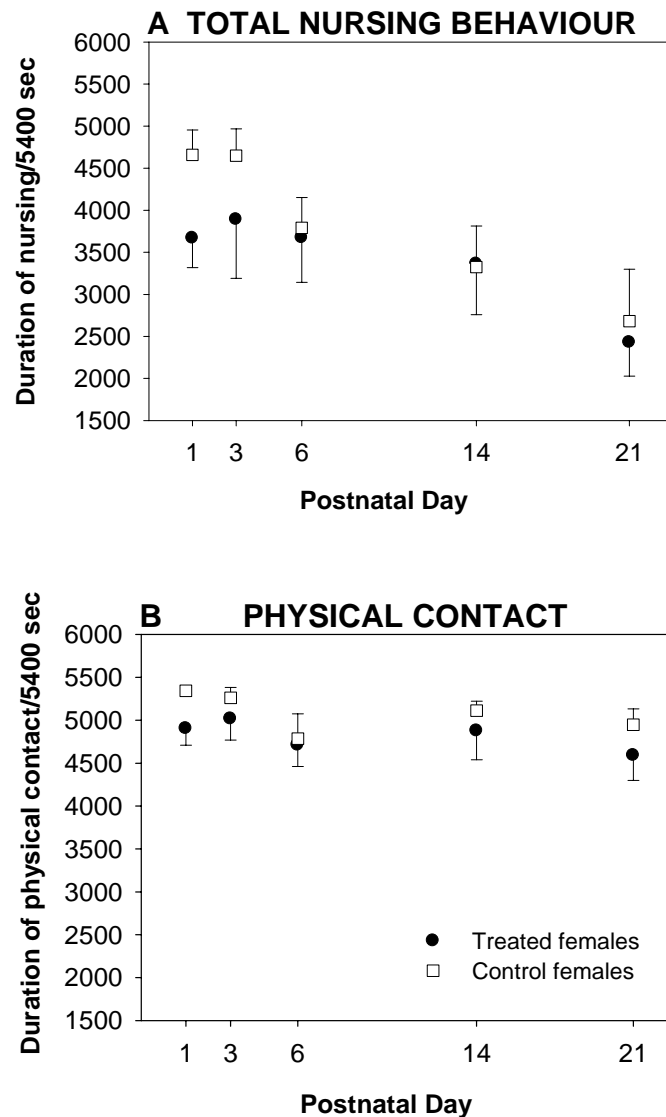 A TOTAL NURSING BEHAVIOUR
Duration of nursing/5400 sec
6000
5500
5000
4500
4000
3500
3000
2500
2000
1500
1 3 6 14 21
Postnatal Day
B PHYSICAL CONTACT
Duration of physical contact/5400 sec
6000
5500
5000
4500
4000
3500
3000
2500
2000
1500
Treated females
Control females
1 3 6 14 21
Postnatal Day